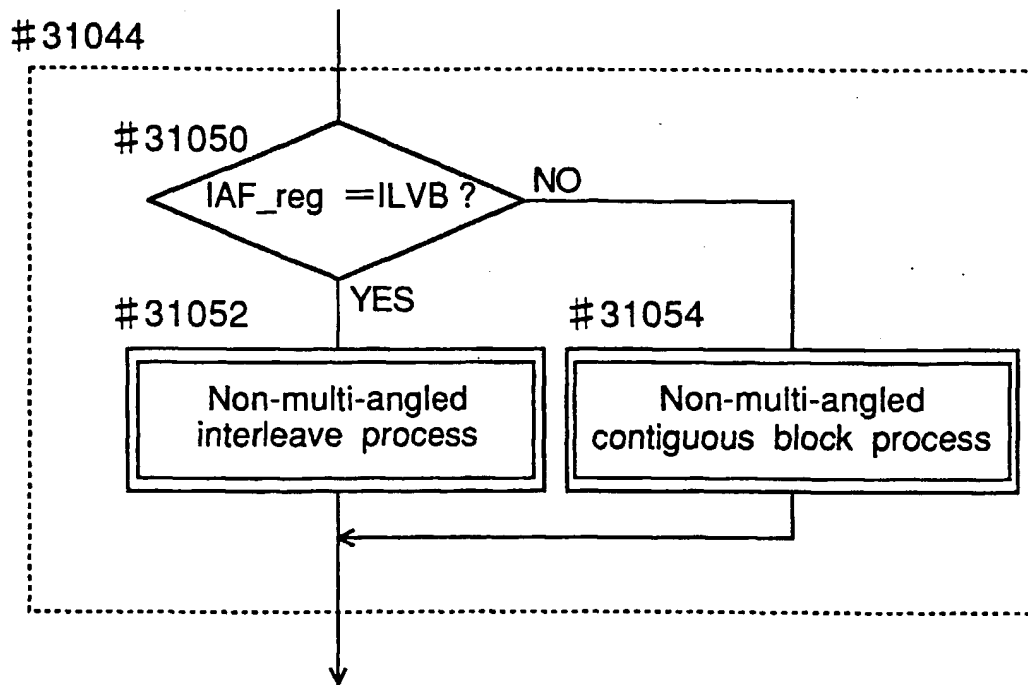 #31044
#31050
IAF_reg =ILVB ?
NO
YES
#31052
#31054
Non-multi-angled
interleave process
Non-multi-angled
contiguous block process